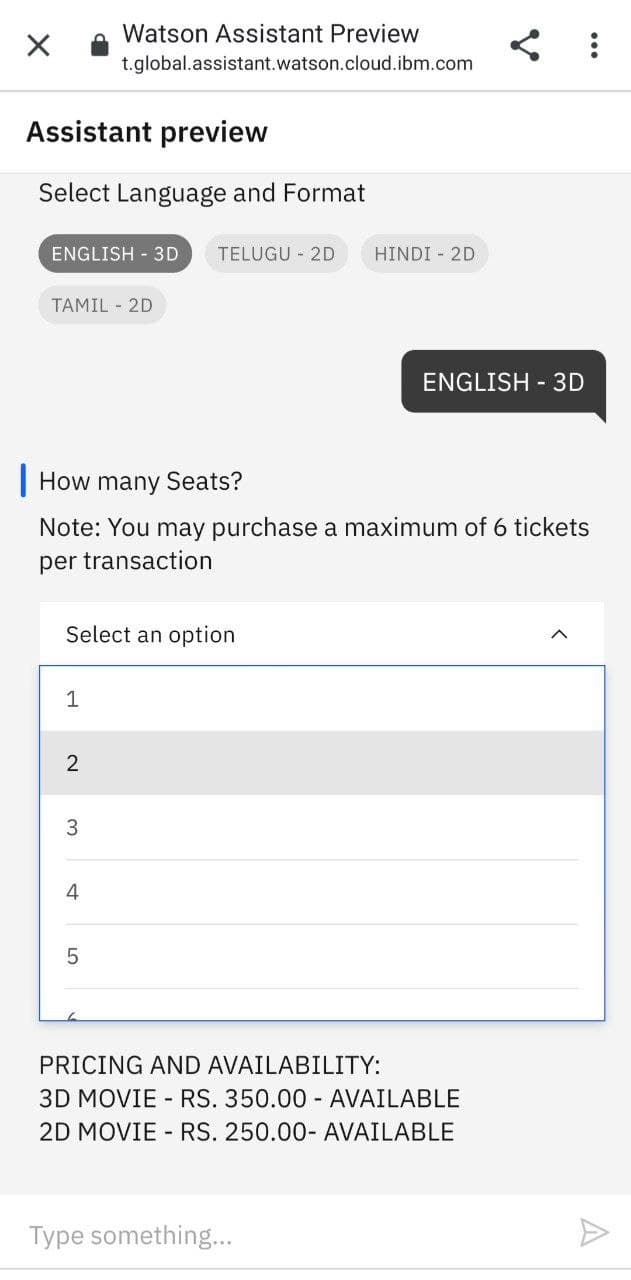 Watson Assistant Preview
t.global.assistant.watson.cloud.ibm.com
Assistant preview
Select Language and Format
ENGLISH - 3D TELUGU - 2D HINDI - 2D
TAMIL - 2D
ENGLISH - 3D
How many Seats?
Note: You may purchase a maximum of 6 tickets
per transaction
Select an option
1
2
3
4
5
6
PRICING AND AVAILABILITY:
3D MOVIE - RS. 350.00 - AVAILABLE
2D MOVIE - RS. 250.00- AVAILABLE
Type something...